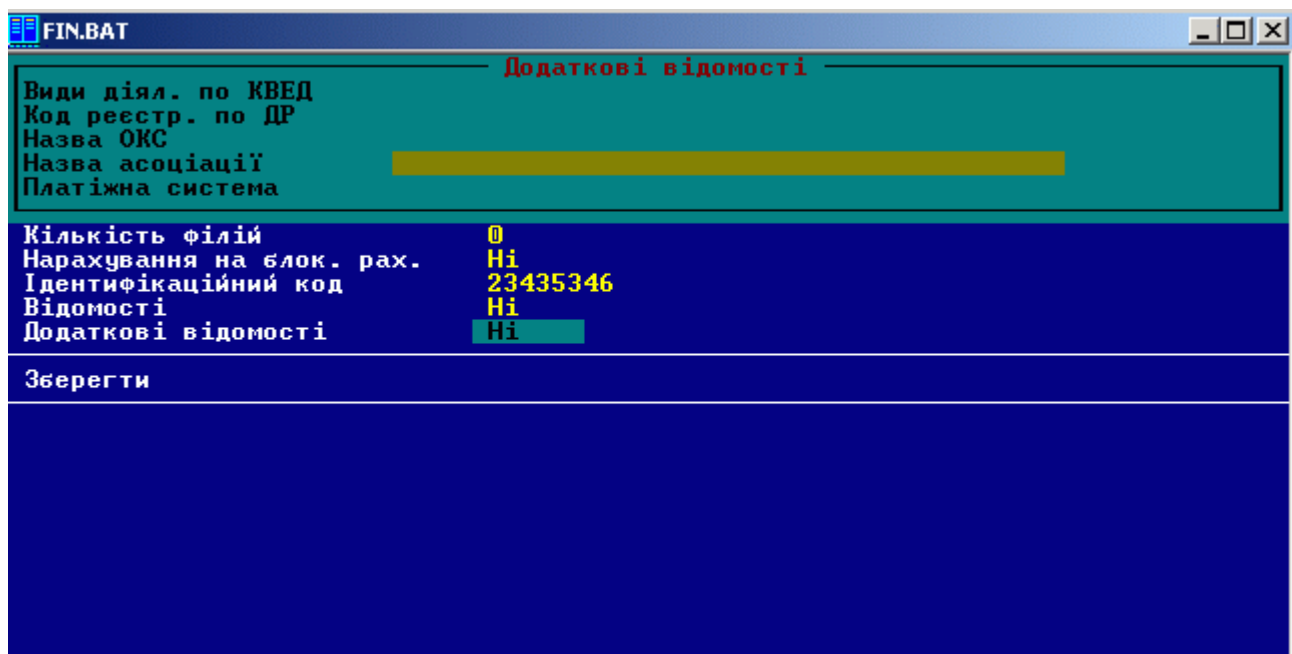 FIN.BAT
Додаткові відомості
Види діял. по КВЕД
Код реєстр. по ДР
Назва ОКС
Назва асоціації
Платіжна система
Кількість філій 0
Нарахування на блок. рах. Ні
Ідентифікаційний код 23435346
Відомості Ні
Додаткові відомості Ні
Зберегти